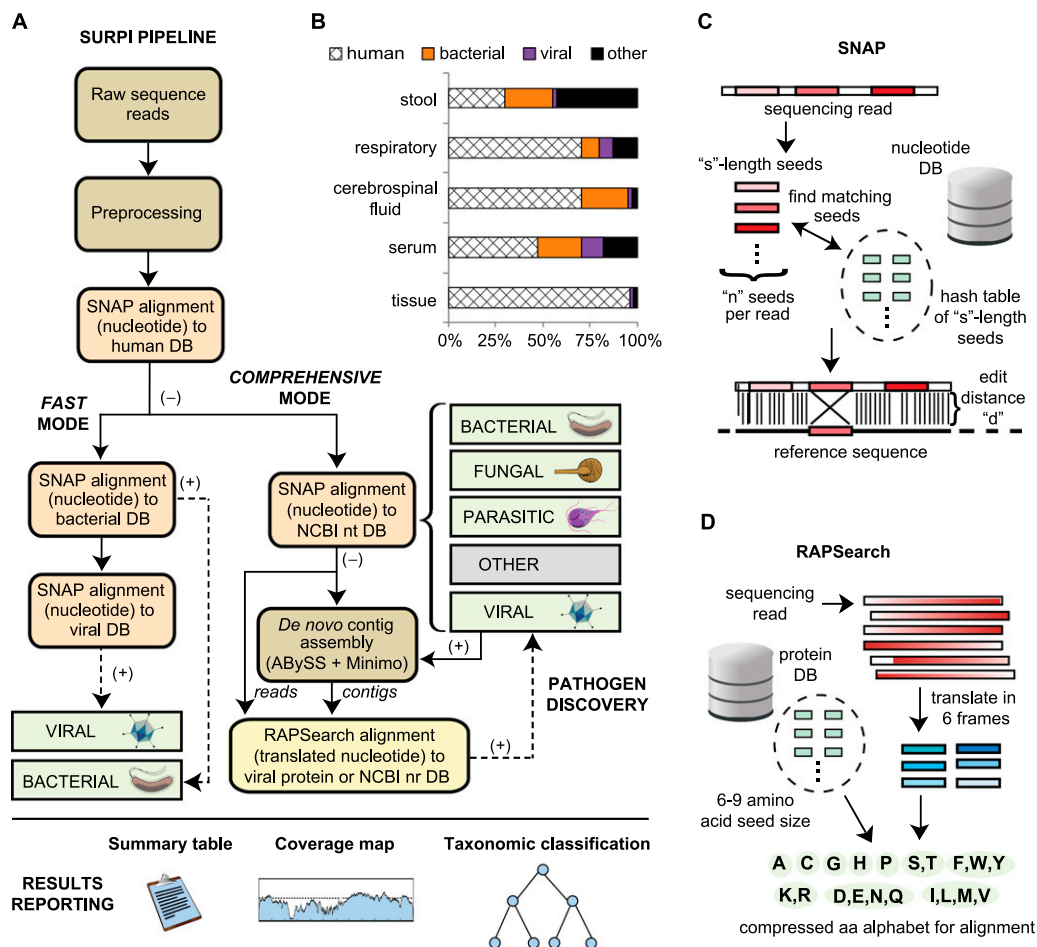 A
SURPI PIPELINE
Raw sequence
reads
Preprocessing
SNAP alignment
(nucleotide) to
human DB
(−)
FAST
MODE
COMPREHENSIVE
MODE
SNAP alignment
(nucleotide) to
bacterial DB
(+)
SNAP alignment
(nucleotide) to
viral DB
(+)
VIRAL
BACTERIAL
SNAP alignment
(nucleotide) to
NCBI nt DB
(−)
BACTERIAL
FUNGAL
PARASITIC
OTHER
VIRAL
De novo contig
assembly
(ABySS + Minimo)
(+)
reads
contigs
RAPSearch alignment
(translated nucleotide) to
viral protein or NCBI nr DB
(+)
PATHOGEN
DISCOVERY
RESULTS
REPORTING
Summary table
Coverage map
Taxonomic classification
B
human
bacterial
viral
other
stool
respiratory
cerebrospinal
fluid
serum
tissue
0% 25% 50% 75% 100%
C
SNAP
sequencing read
“s”-length seeds
nucleotide
DB
find matching
seeds
“n” seeds
per read
hash table
of “s”-length
seeds
edit
distance
“d”
reference sequence
D
RAPSearch
sequencing
read
protein
DB
translate in
6 frames
6-9 amino
acid seed size
A C G H P S,T F,W,Y
K,R D,E,N,Q I,L,M,V
compressed aa alphabet for alignment